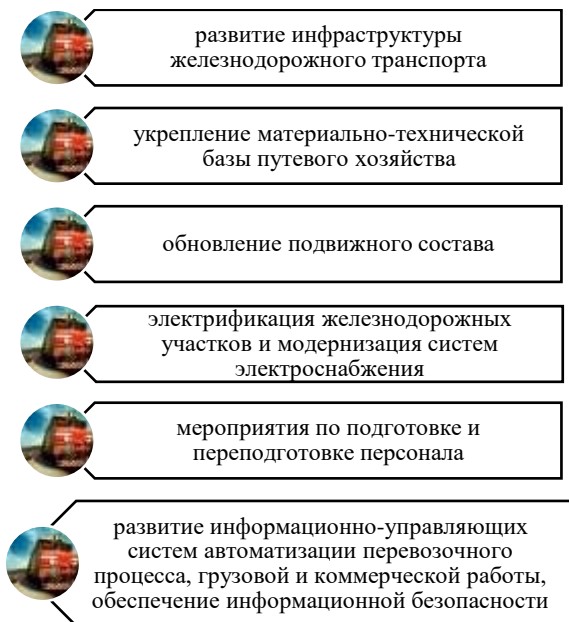 развитие инфраструктуры
железнодорожного транспорта
укрепление материально-технической
базы путевого хозяйства
обновление подвижного состава
электрификация железнодорожных
участков и модернизация систем
электроснабжения
мероприятия по подготовке и
переподготовке персонала
развитие информационно-управляющих
систем автоматизации перевозочного
процесса, грузовой и коммерческой работы,
обеспечение информационной безопасности